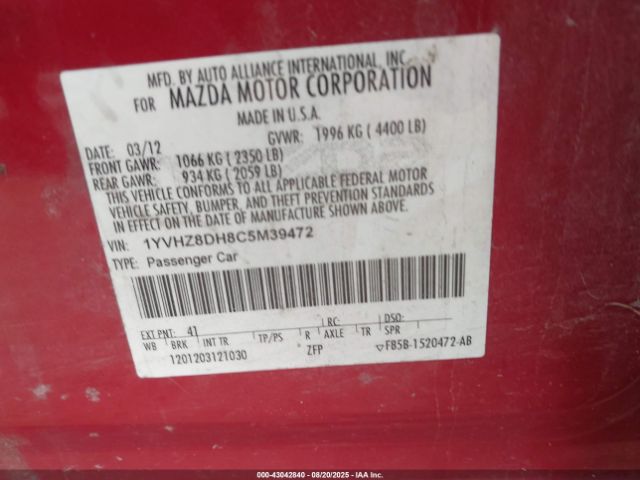 MFD. BY AUTO ALLIANCE INTERNATIONAL, INC.
FOR MAZDA MOTOR CORPORATION
MADE IN U.S.A.
DATE: 03/12 GVWR: 1996 KG ( 4400 LB)
FRONT GAWR: 1066 KG ( 2350 LB)
REAR GAWR: 934 KG ( 2059 LB)
THIS VEHICLE CONFORMS TO ALL APPLICABLE FEDERAL MOTOR
VEHICLE SAFETY, BUMPER, AND THEFT PREVENTION STANDARDS
IN EFFECT ON THE DATE OF MANUFACTURE SHOWN ABOVE.
VIN: 1YVHZ8DH8C5M39472
TYPE: Passenger Car
EXT PNT: 41 RC: DSO:
WB BRK INT TR TP/PS R AXLE TR SPR
1201203121030 ZFP ▽FB5B-1520472-AB
000-43042840 - 08/20/2025 - IAA Inc.